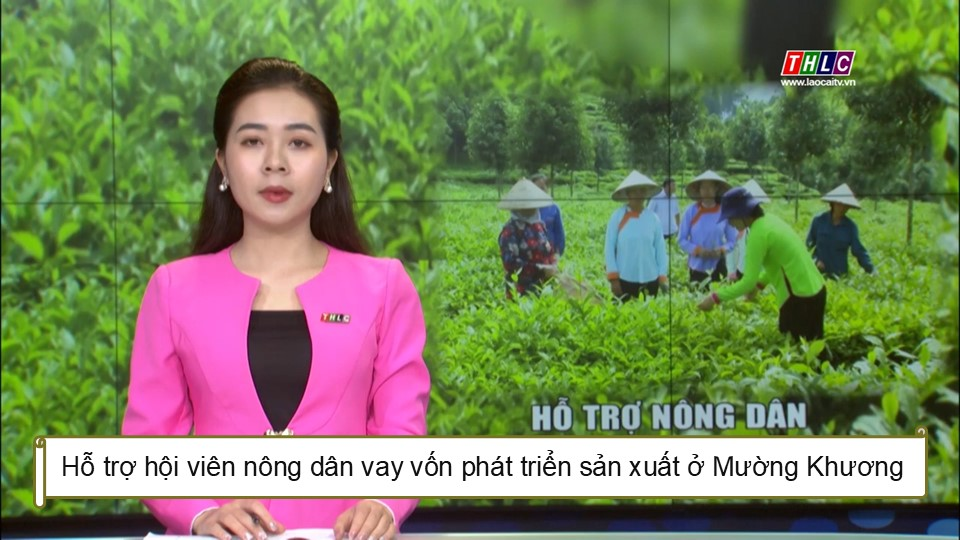 THLC
www.laocaitv.vn
THLC
HỖ TRỢ NÔNG DÂN
Hỗ trợ hội viên nông dân vay vốn phát triển sản xuất ở Mường Khương